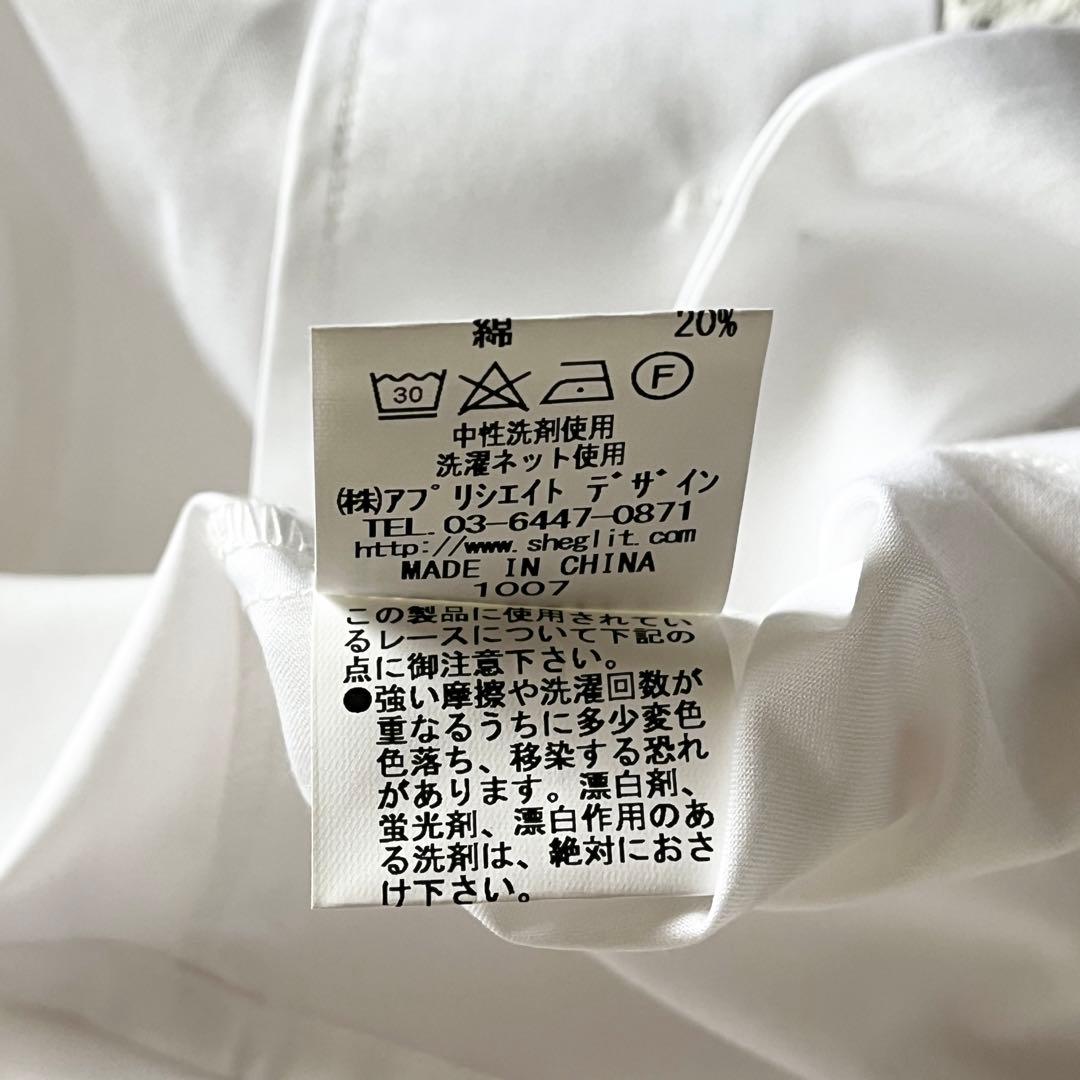 綿 20%
30 F
中性洗剤使用
洗濯ネット使用
㈱アプリシエイト デザイン
TEL.03-6447-0871
http://www.sheglit.com
MADE IN CHINA
1007
この製品に使用されてい
るレースについて下記の
点に御注意下さい。
●強い摩擦や洗濯回数が
重なるうちに多少変色
色落ち、移染する恐れ
があります。漂白剤、
蛍光剤、漂白作用のあ
る洗剤は、絶対におさ
け下さい。